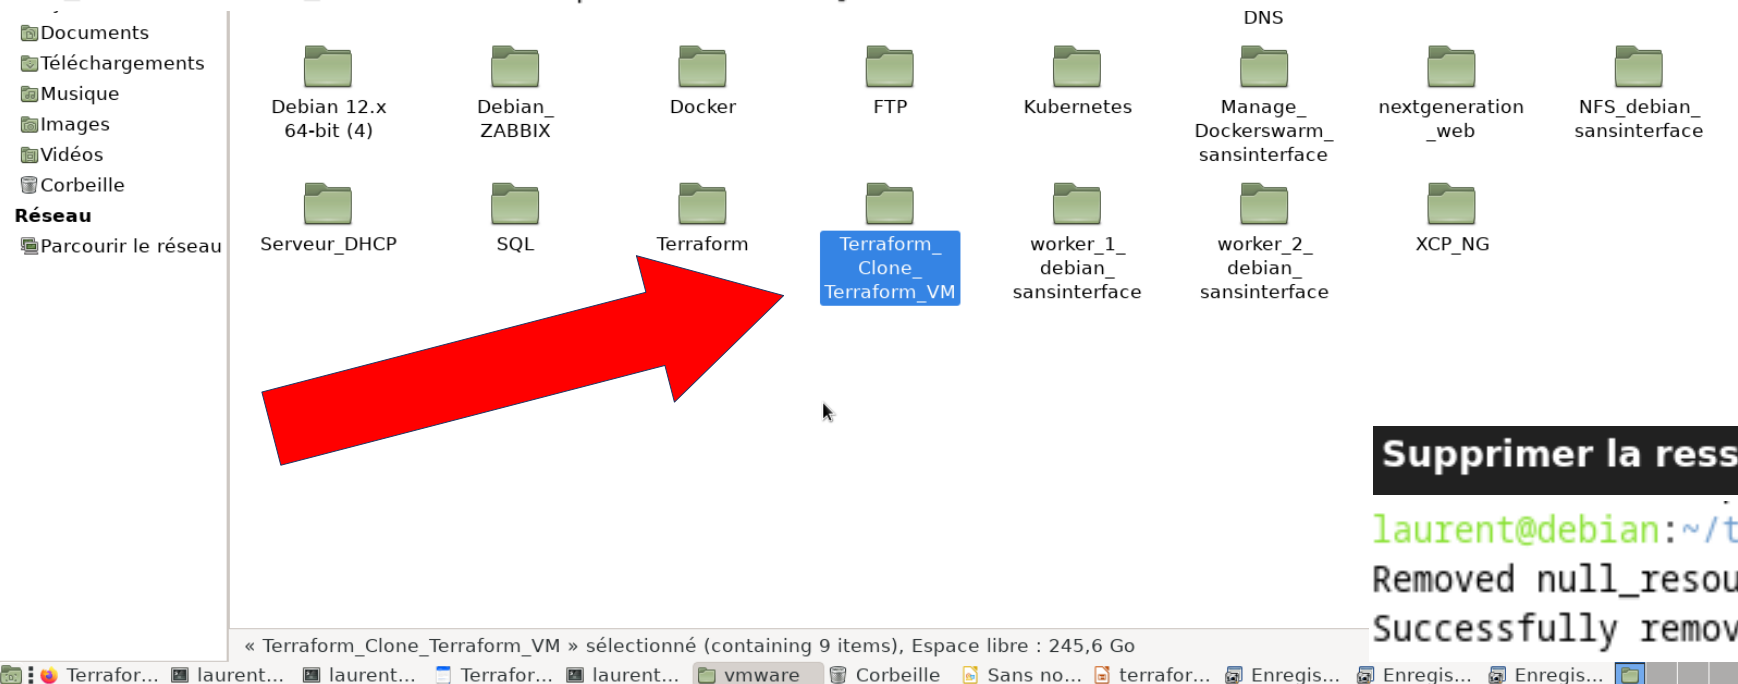 DNS
Documents
Téléchargements
Musique
Images
Vidéos
Corbeille
Réseau
Parcourir le réseau
Debian 12.x
64-bit (4)
Debian_
ZABBIX
Docker
FTP
Kubernetes
Manage_
Dockerswarm_
sansinterface
nextgeneration
_web
NFS_debian_
sansinterface
Serveur_DHCP
SQL
Terraform
Terraform_
Clone_
Terraform_VM
worker_1_
debian_
sansinterface
worker_2_
debian_
sansinterface
XCP_NG
Supprimer la ress
laurent@debian:~/t
Removed null_resou
Successfully remov
« Terraform_Clone_Terraform_VM » sélectionné (containing 9 items), Espace libre : 245,6 Go
Terrafor... laurent... laurent... Terrafor... laurent... vmware Corbeille Sans no... terrafor... Enregis... Enregis... Enregis...